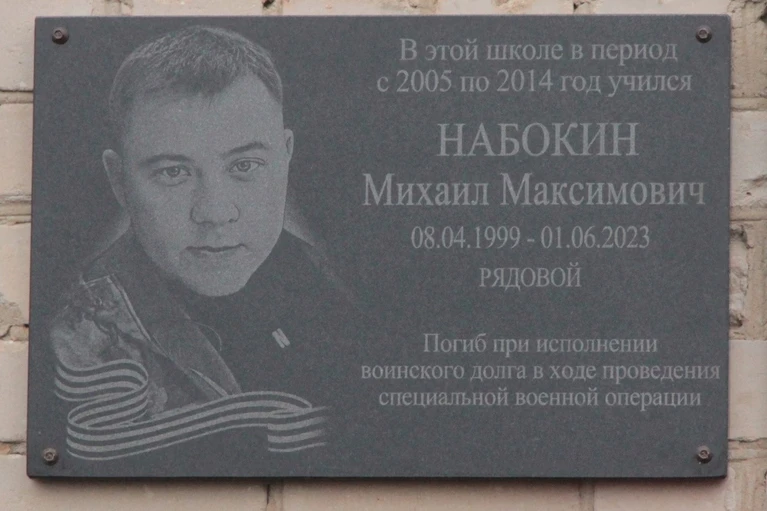 В этой школе в период
с 2005 по 2014 год учился
НАБОКИН
Михаил Максимович
08.04.1999 - 01.06.2023
РЯДОВОЙ
Погиб при исполнении
воинского долга в ходе проведения
специальной военной операции